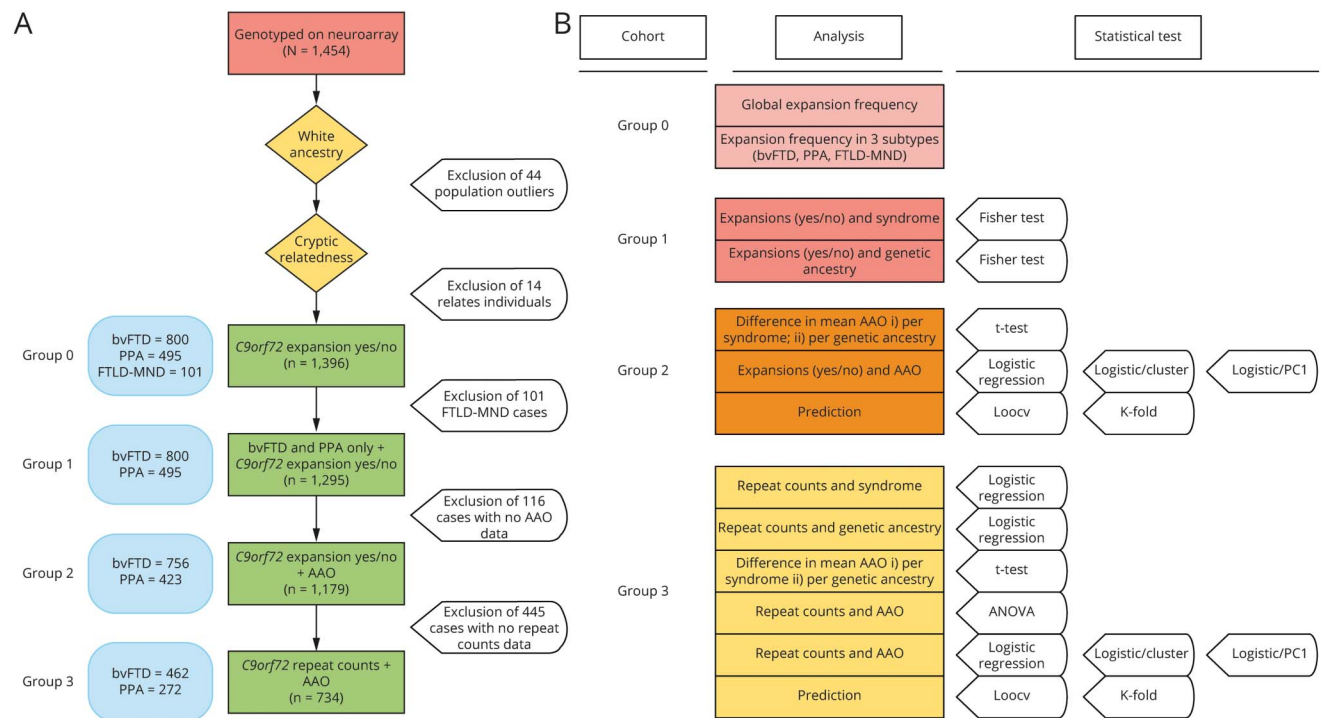 A
Genotyped on neuroarray
(N = 1,454)
White
ancestry
Exclusion of 44
population outliers
Cryptic
relatedness
Exclusion of 14
relates individuals
Group 0
bvFTD = 800
PPA = 495
FTLD-MND = 101
C9orf72 expansion yes/no
(n = 1,396)
Exclusion of 101
FTLD-MND cases
Group 1
bvFTD = 800
PPA = 495
bvFTD and PPA only +
C9orf72 expansion yes/no
(n = 1,295)
Exclusion of 116
cases with no AAO
data
Group 2
bvFTD = 756
PPA = 423
C9orf72 expansion yes/no
+ AAO
(n = 1,179)
Exclusion of 445
cases with no repeat
counts data
Group 3
bvFTD = 462
PPA = 272
C9orf72 repeat counts +
AAO
(n = 734)
B
Cohort
Analysis
Statistical test
Group 0
Global expansion frequency
Expansion frequency in 3 subtypes
(bvFTD, PPA, FTLD-MND)
Group 1
Expansions (yes/no) and syndrome
Fisher test
Expansions (yes/no) and genetic
ancestry
Fisher test
Group 2
Difference in mean AAO i) per
syndrome; ii) per genetic ancestry
t-test
Expansions (yes/no) and AAO
Logistic
regression
Logistic/cluster
Logistic/PC1
Prediction
Loocv
K-fold
Group 3
Repeat counts and syndrome
Logistic
regression
Repeat counts and genetic ancestry
Logistic
regression
Difference in mean AAO i) per
syndrome ii) per genetic ancestry
t-test
Repeat counts and AAO
ANOVA
Repeat counts and AAO
Logistic
regression
Logistic/cluster
Logistic/PC1
Prediction
Loocv
K-fold